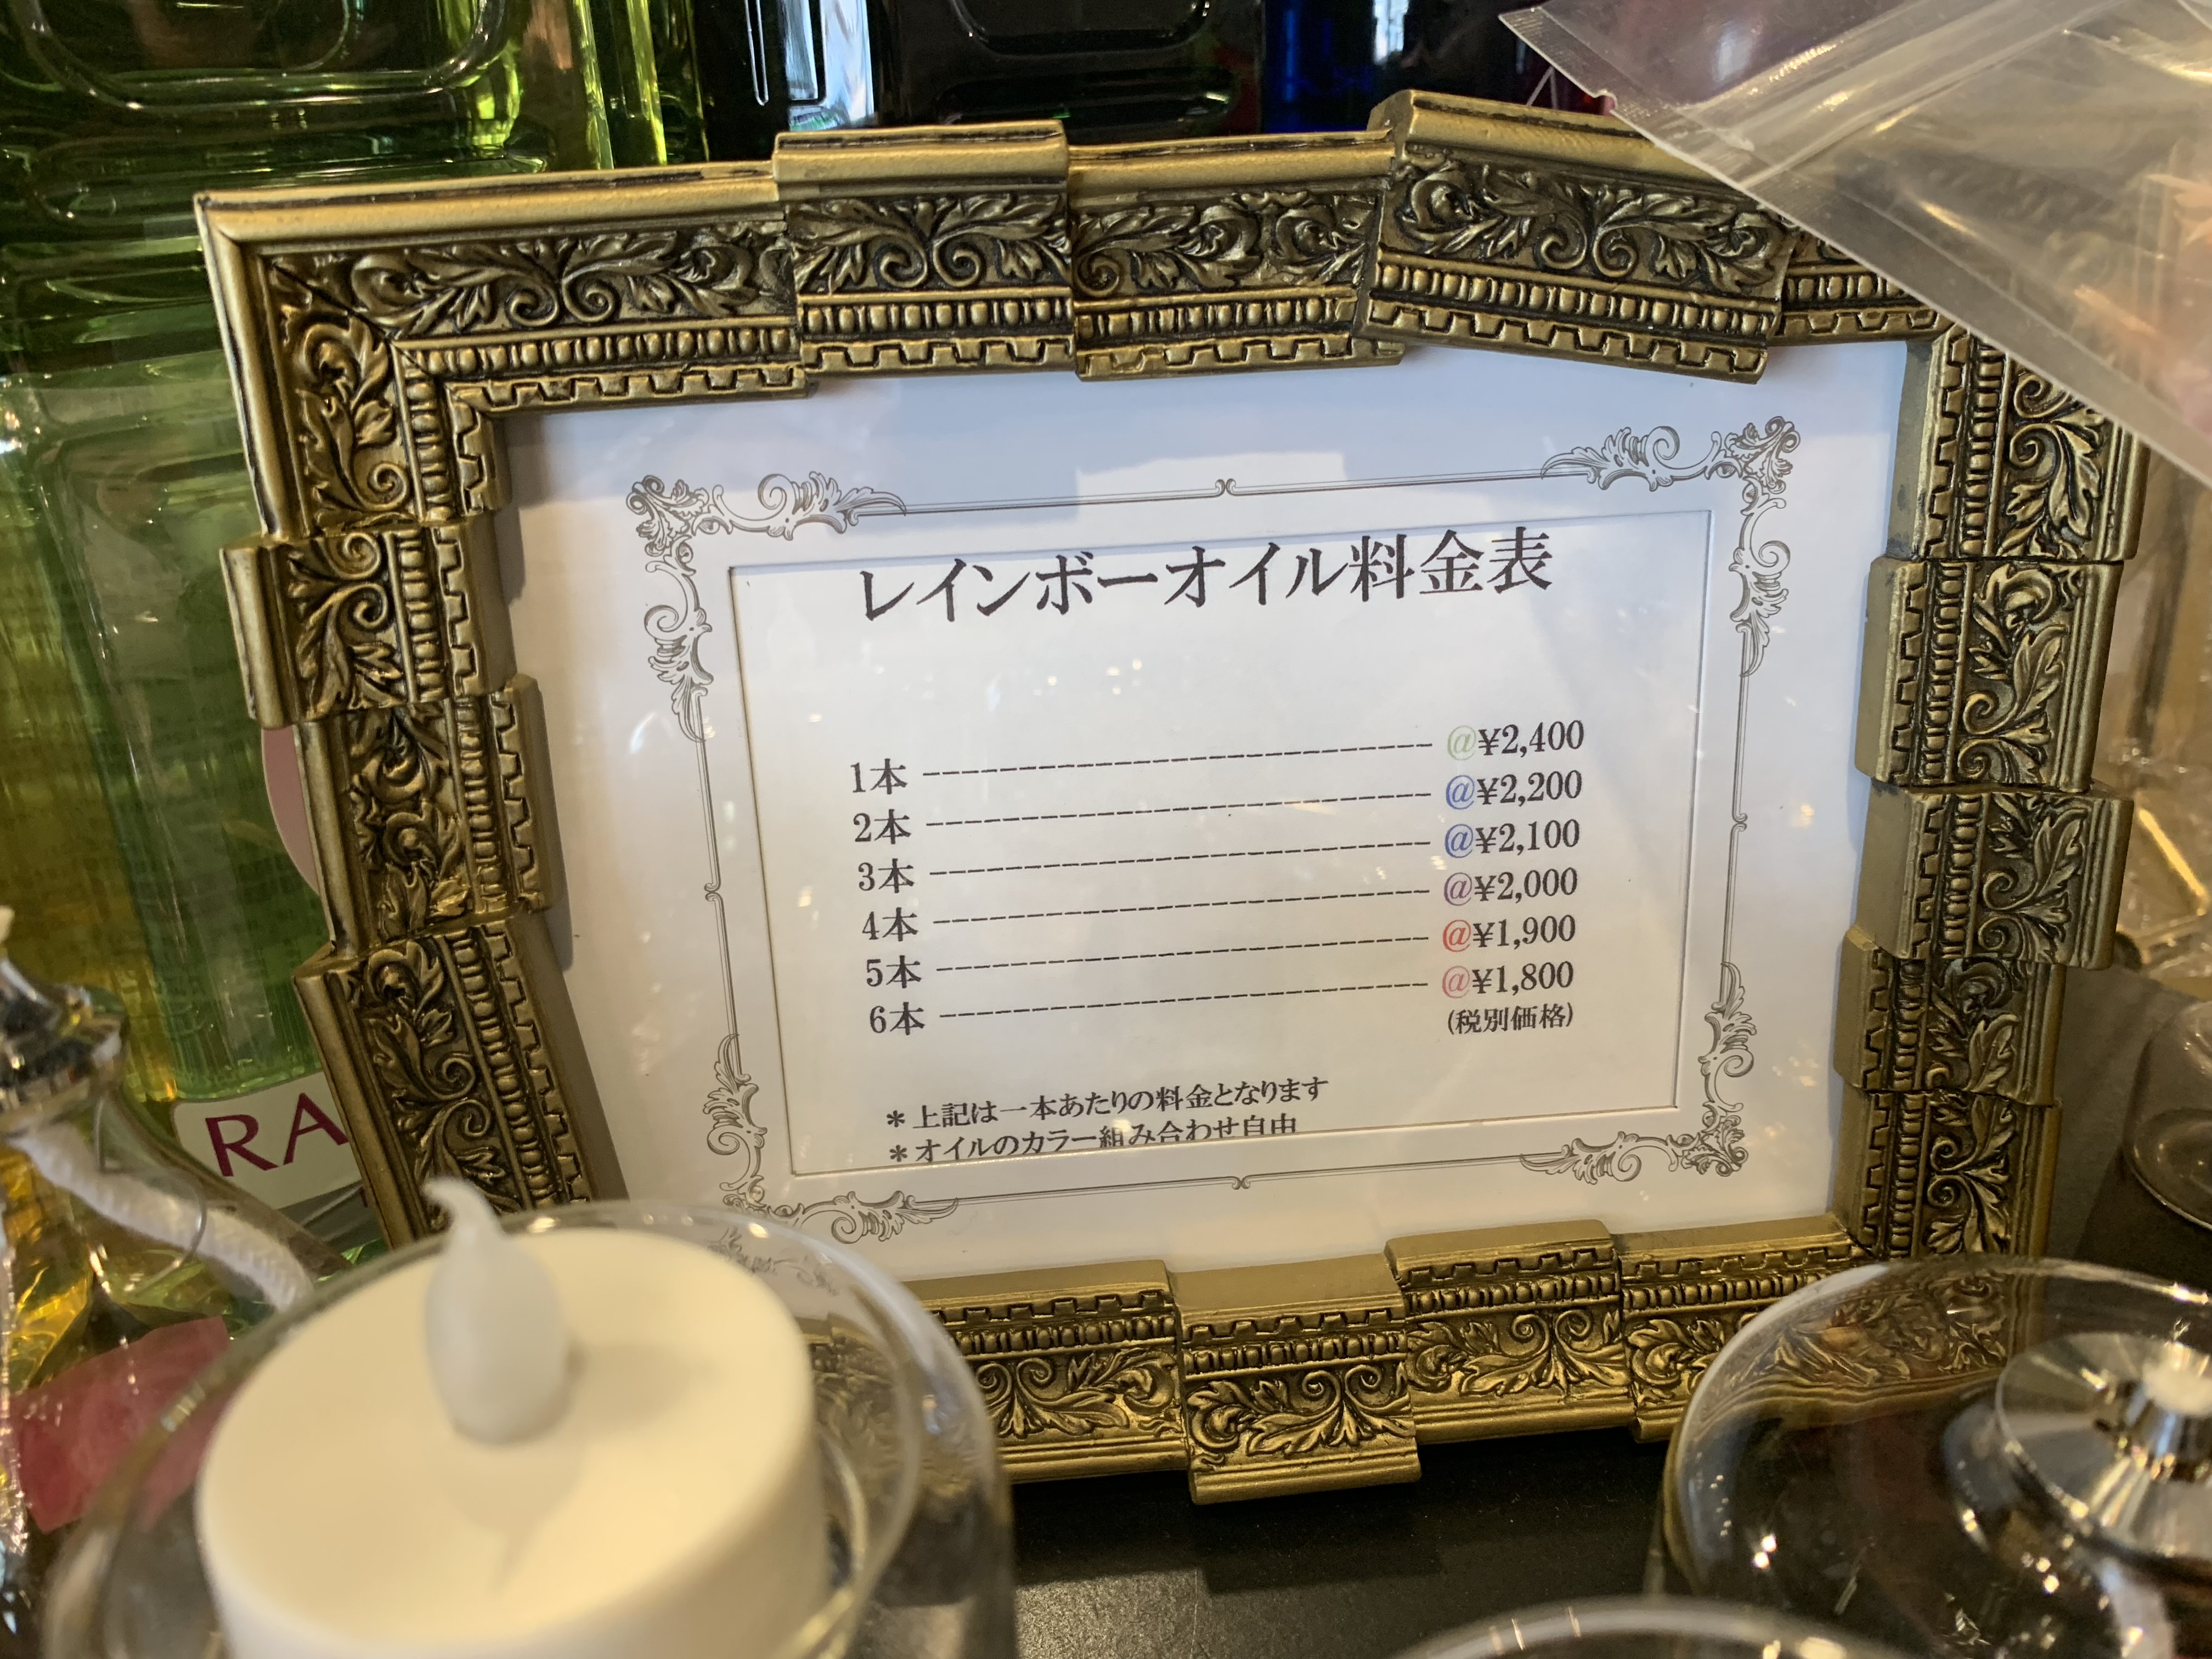 レインボーオイル料金表
1本 ---------------------------------------- @¥2,400
2本 ---------------------------------------- @¥2,200
3本 ---------------------------------------- @¥2,100
4本 ---------------------------------------- @¥2,000
5本 ---------------------------------------- @¥1,900
6本 ---------------------------------------- @¥1,800
(税別価格)
＊上記は一本あたりの料金となります
＊オイルのカラー組み合わせ自由
RA